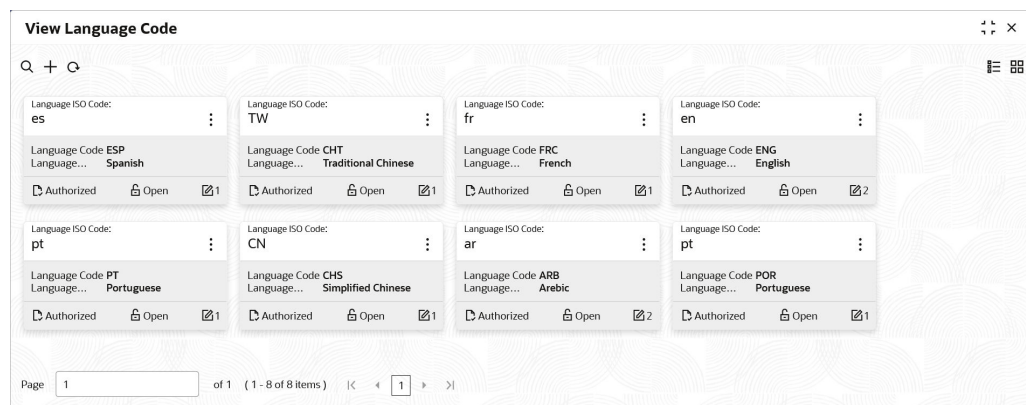 View Language Code
Language ISO Code:
es
Language Code ESP
Language... Spanish
Authorized Open 1
Language ISO Code:
TW
Language Code CHT
Language... Traditional Chinese
Authorized Open 1
Language ISO Code:
fr
Language Code FRC
Language... French
Authorized Open 1
Language ISO Code:
en
Language Code ENG
Language... English
Authorized Open 2
Language ISO Code:
pt
Language Code PT
Language... Portuguese
Authorized Open 1
Language ISO Code:
CN
Language Code CHS
Language... Simplified Chinese
Authorized Open 1
Language ISO Code:
ar
Language Code ARB
Language... Arebic
Authorized Open 2
Language ISO Code:
pt
Language Code POR
Language... Portuguese
Authorized Open 1
Page 1 of 1 (1 - 8 of 8 items) 1